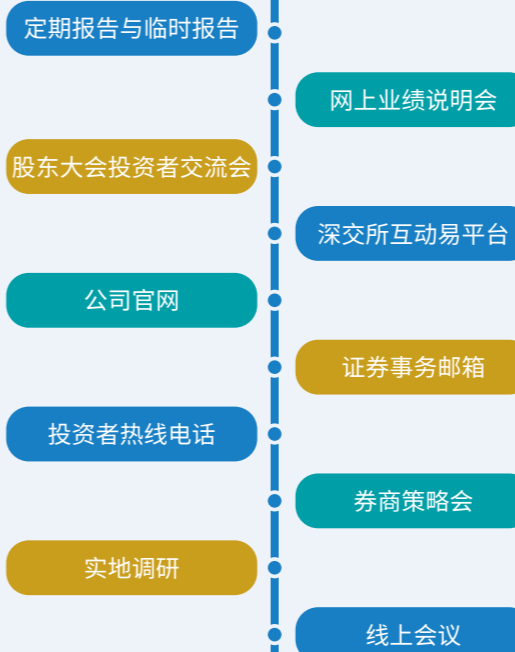 定期报告与临时报告
网上业绩说明会
股东大会投资者交流会
深交所互动易平台
公司官网
证券事务邮箱
投资者热线电话
券商策略会
实地调研
线上会议